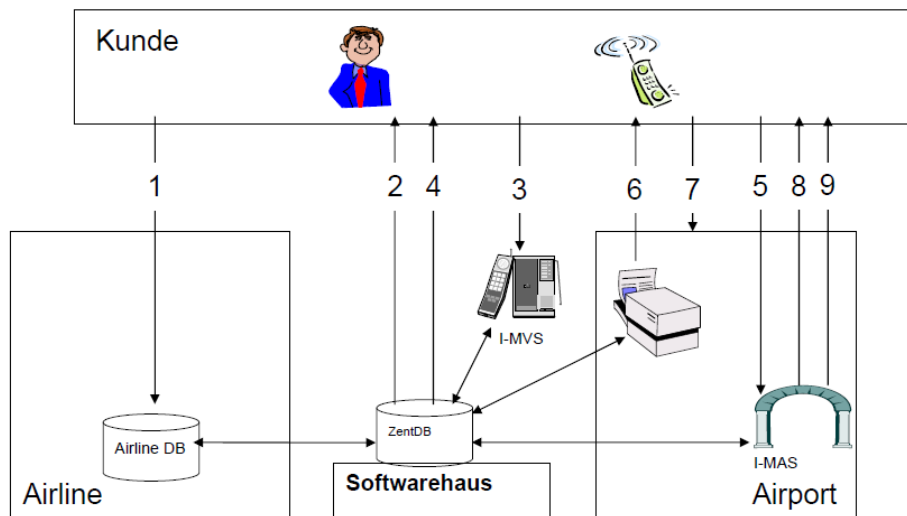 Kunde
1
2
4
3
6
7
5
8
9
I-MVS
Airline DB
ZentDB
I-MAS
Softwarehaus
Airline
Airport